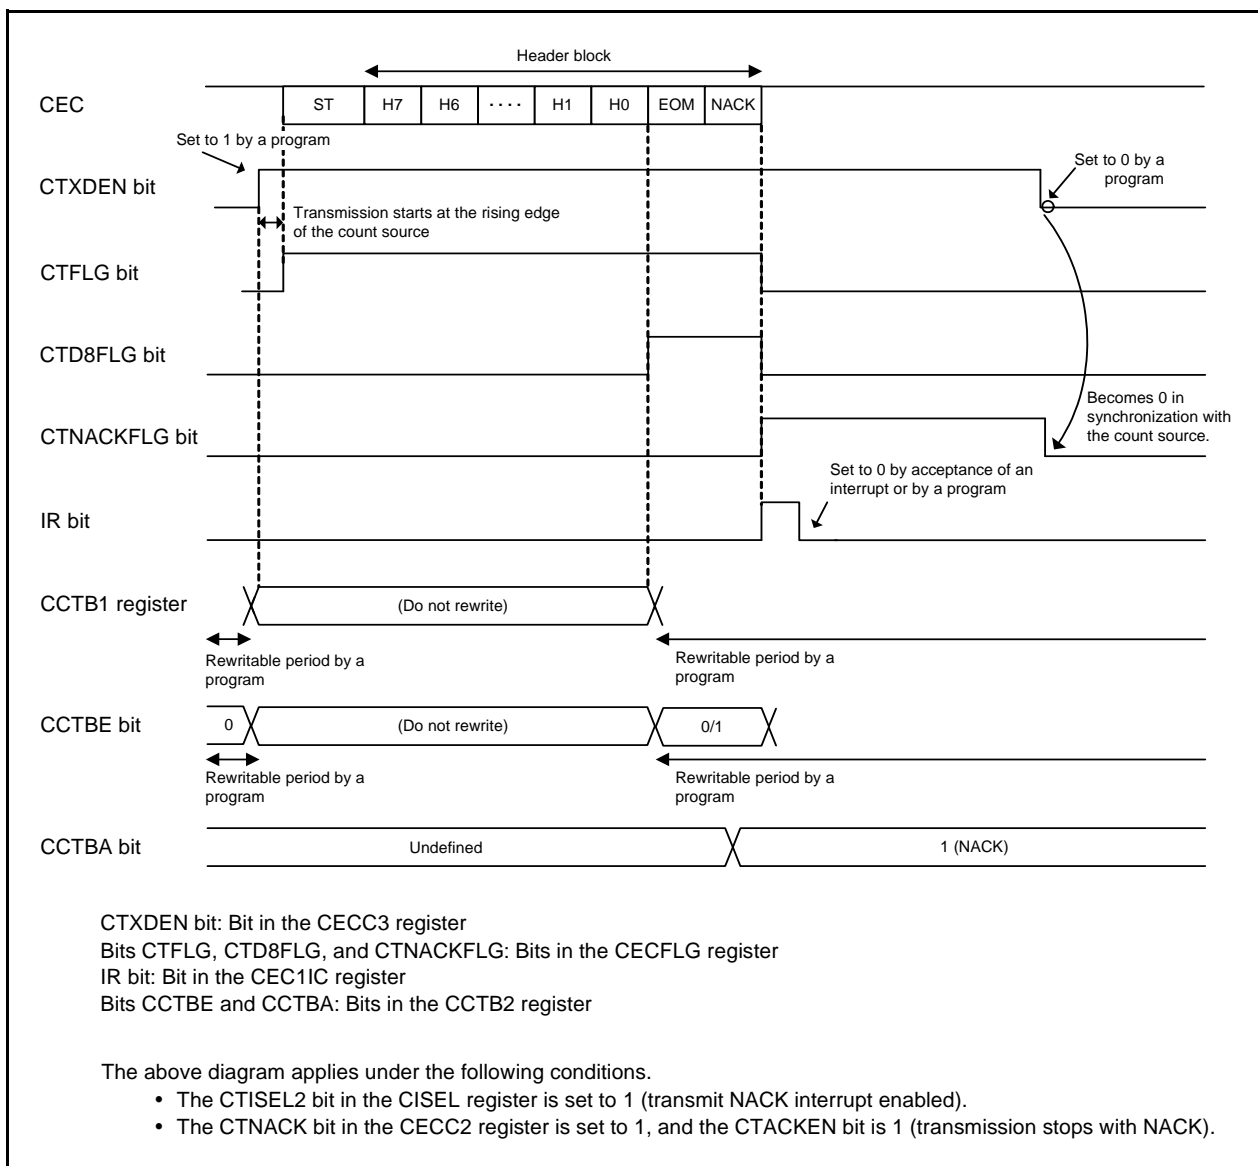 Header block
CEC
ST H7 H6 ···· H1 H0 EOM NACK
Set to 1 by a program
CTXDEN bit
Set to 0 by a
program
Transmission starts at the rising edge
of the count source
CTFLG bit
CTD8FLG bit
Becomes 0 in
synchronization with
the count source.
CTNACKFLG bit
Set to 0 by acceptance of an
interrupt or by a program
IR bit
CCTB1 register
(Do not rewrite)
Rewritable period by a
program
Rewritable period by a
program
CCTBE bit
0
(Do not rewrite)
0/1
Rewritable period by a
program
Rewritable period by a
program
CCTBA bit
Undefined
1 (NACK)
CTXDEN bit: Bit in the CECC3 register
Bits CTFLG, CTD8FLG, and CTNACKFLG: Bits in the CECFLG register
IR bit: Bit in the CEC1IC register
Bits CCTBE and CCTBA: Bits in the CCTB2 register
The above diagram applies under the following conditions.
• The CTISEL2 bit in the CISEL register is set to 1 (transmit NACK interrupt enabled).
• The CTNACK bit in the CECC2 register is set to 1, and the CTACKEN bit is 1 (transmission stops with NACK).